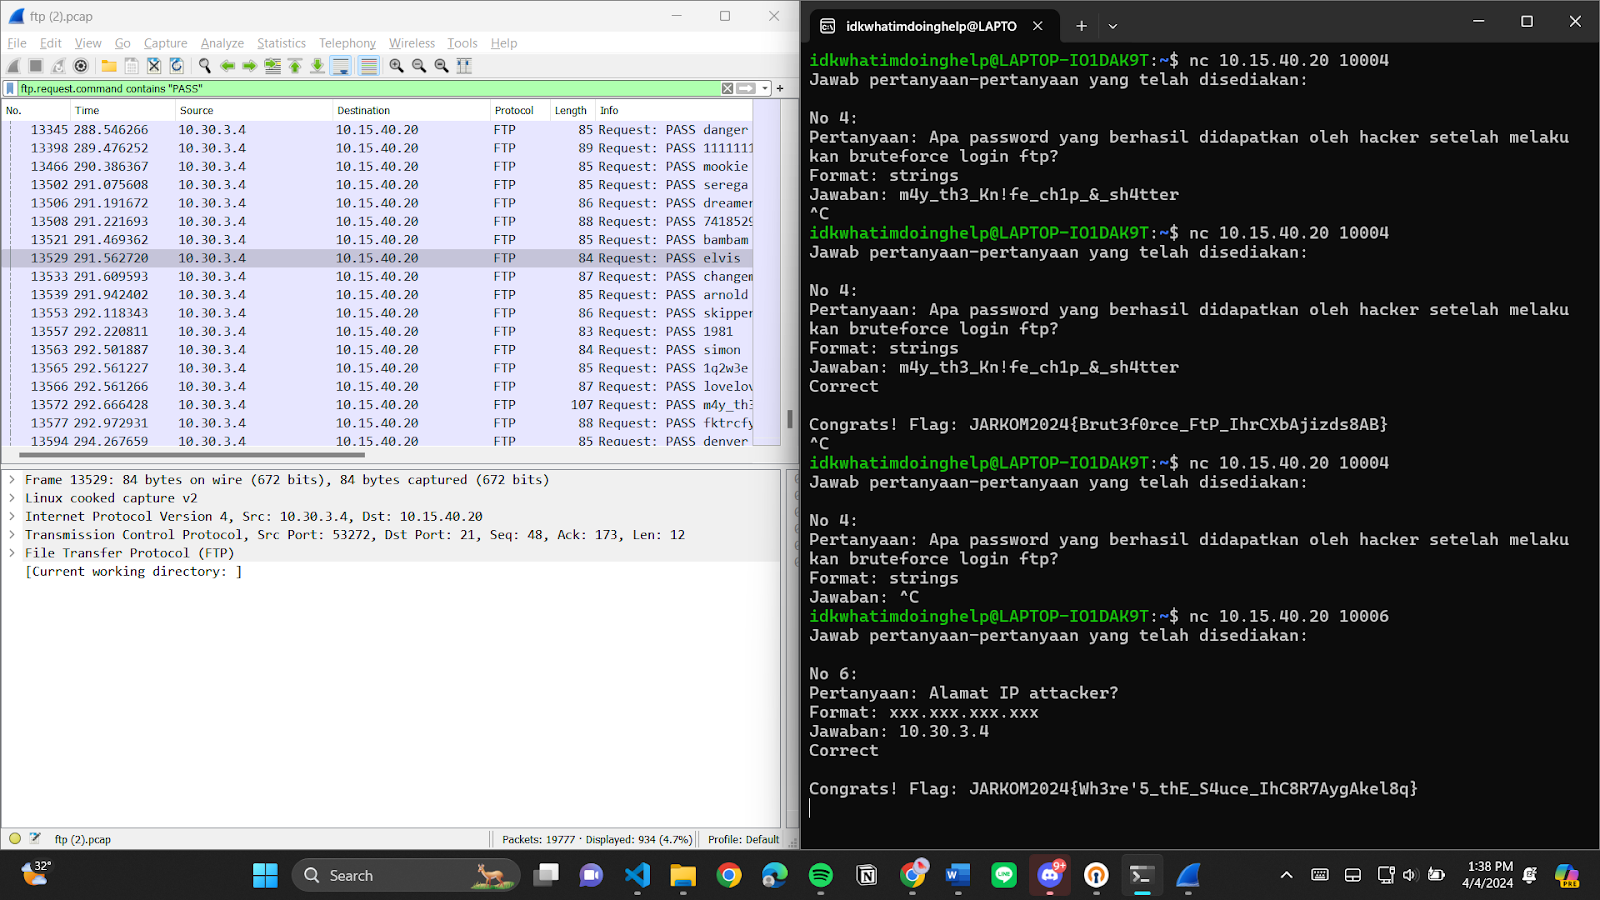 ftp (2).pcap
File Edit View Go Capture Analyze Statistics Telephony Wireless Tools Help
ftp.request.command contains "PASS"
No. Time Source Destination Protocol Length Info
13345 288.546266 10.30.3.4 10.15.40.20 FTP 85 Request: PASS danger
13398 289.476252 10.30.3.4 10.15.40.20 FTP 89 Request: PASS 1111111
13466 290.386367 10.30.3.4 10.15.40.20 FTP 85 Request: PASS mookie
13502 291.075608 10.30.3.4 10.15.40.20 FTP 85 Request: PASS serega
13506 291.191672 10.30.3.4 10.15.40.20 FTP 86 Request: PASS dreamer
13508 291.221693 10.30.3.4 10.15.40.20 FTP 88 Request: PASS 7418529
13521 291.469362 10.30.3.4 10.15.40.20 FTP 85 Request: PASS bambam
13529 291.562720 10.30.3.4 10.15.40.20 FTP 84 Request: PASS elvis
13533 291.609593 10.30.3.4 10.15.40.20 FTP 87 Request: PASS changem
13539 291.942402 10.30.3.4 10.15.40.20 FTP 85 Request: PASS arnold
13553 292.118343 10.30.3.4 10.15.40.20 FTP 86 Request: PASS skipper
13557 292.220811 10.30.3.4 10.15.40.20 FTP 83 Request: PASS 1981
13563 292.501887 10.30.3.4 10.15.40.20 FTP 84 Request: PASS simon
13565 292.561227 10.30.3.4 10.15.40.20 FTP 85 Request: PASS 1q2w3e
13566 292.561266 10.30.3.4 10.15.40.20 FTP 87 Request: PASS lovelov
13572 292.666428 10.30.3.4 10.15.40.20 FTP 107 Request: PASS m4y_th3
13577 292.972931 10.30.3.4 10.15.40.20 FTP 88 Request: PASS fktrcfy
13594 294.267659 10.30.3.4 10.15.40.20 FTP 85 Request: PASS denver
Frame 13529: 84 bytes on wire (672 bits), 84 bytes captured (672 bits)
Linux cooked capture v2
Internet Protocol Version 4, Src: 10.30.3.4, Dst: 10.15.40.20
Transmission Control Protocol, Src Port: 53272, Dst Port: 21, Seq: 48, Ack: 173, Len: 12
File Transfer Protocol (FTP)
[Current working directory: ]
ftp (2).pcap
Packets: 19777 · Displayed: 934 (4.7%)
Profile: Default
idkwhatimdoinghelp@LAPTO
idkwhatimdoinghelp@LAPTOP-IO1DAK9T:~$ nc 10.15.40.20 10004
Jawab pertanyaan-pertanyaan yang telah disediakan:
No 4:
Pertanyaan: Apa password yang berhasil didapatkan oleh hacker setelah melaku
kan bruteforce login ftp?
Format: strings
Jawaban: m4y_th3_Kn!fe_ch1p_&_sh4tter
^C
idkwhatimdoinghelp@LAPTOP-IO1DAK9T:~$ nc 10.15.40.20 10004
Jawab pertanyaan-pertanyaan yang telah disediakan:
No 4:
Pertanyaan: Apa password yang berhasil didapatkan oleh hacker setelah melaku
kan bruteforce login ftp?
Format: strings
Jawaban: m4y_th3_Kn!fe_ch1p_&_sh4tter
Correct
Congrats! Flag: JARKOM2024{Brut3f0rce_FtP_IhrCXbAjizds8AB}
^C
idkwhatimdoinghelp@LAPTOP-IO1DAK9T:~$ nc 10.15.40.20 10004
Jawab pertanyaan-pertanyaan yang telah disediakan:
No 4:
Pertanyaan: Apa password yang berhasil didapatkan oleh hacker setelah melaku
kan bruteforce login ftp?
Format: strings
Jawaban: ^C
idkwhatimdoinghelp@LAPTOP-IO1DAK9T:~$ nc 10.15.40.20 10006
Jawab pertanyaan-pertanyaan yang telah disediakan:
No 6:
Pertanyaan: Alamat IP attacker?
Format: xxx.xxx.xxx.xxx
Jawaban: 10.30.3.4
Correct
Congrats! Flag: JARKOM2024{Wh3re'5_thE_S4uce_IhC8R7AygAkel8q}
32°
Search
9+
1:38 PM
4/4/2024
PRE